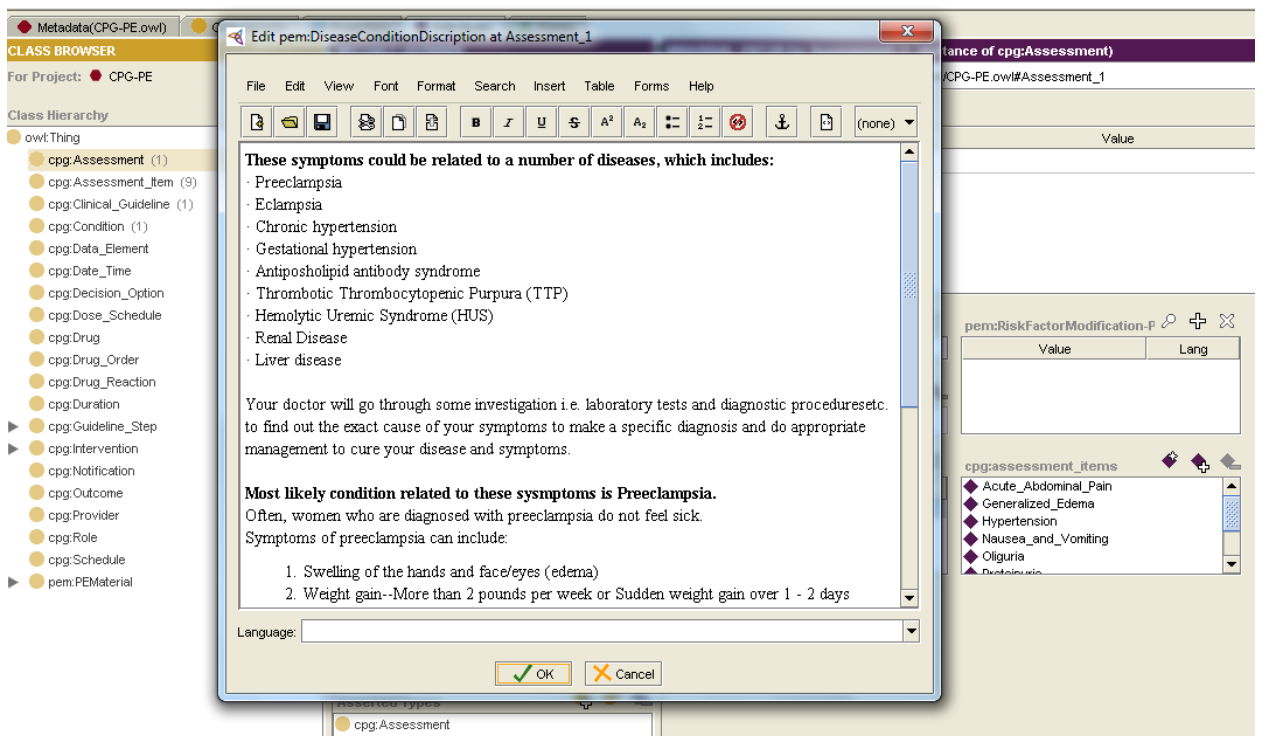 Metadata(CPG-PE.owl)
CLASS BROWSER
For Project: CPG-PE
Class Hierarchy
owl:Thing
cpg:Assessment (1)
cpg:Assessment_Item (9)
cpg:Clinical_Guideline (1)
cpg:Condition (1)
cpg:Data_Element
cpg:Date_Time
cpg:Decision_Option
cpg:Dose_Schedule
cpg:Drug
cpg:Drug_Order
cpg:Drug_Reaction
cpg:Duration
cpg:Guideline_Step
cpg:Intervention
cpg:Notification
cpg:Outcome
cpg:Provider
cpg:Role
cpg:Schedule
pem:PEMaterial
Edit pem:DiseaseConditionDiscription at Assessment_1
File Edit View Font Format Search Insert Table Forms Help
B I U S A² A₂ (none)
These symptoms could be related to a number of diseases, which includes:
· Preeclampsia
· Eclampsia
· Chronic hypertension
· Gestational hypertension
· Antiposholipid antibody syndrome
· Thrombotic Thrombocytopenic Purpura (TTP)
· Hemolytic Uremic Syndrome (HUS)
· Renal Disease
· Liver disease
Your doctor will go through some investigation i.e. laboratory tests and diagnostic proceduresetc.
to find out the exact cause of your symptoms to make a specific diagnosis and do appropriate
management to cure your disease and symptoms.
Most likely condition related to these sysmptoms is Preeclampsia.
Often, women who are diagnosed with preeclampsia do not feel sick.
Symptoms of preeclampsia can include:
1. Swelling of the hands and face/eyes (edema)
2. Weight gain--More than 2 pounds per week or Sudden weight gain over 1 - 2 days
Language:
OK Cancel
Asserted Types
cpg:Assessment
tance of cpg:Assessment)
/CPG-PE.owl#Assessment_1
Value
pem:RiskFactorModification-P
Value Lang
cpg:assessment_items
Acute_Abdominal_Pain
Generalized_Edema
Hypertension
Nausea_and_Vomiting
Oliguria